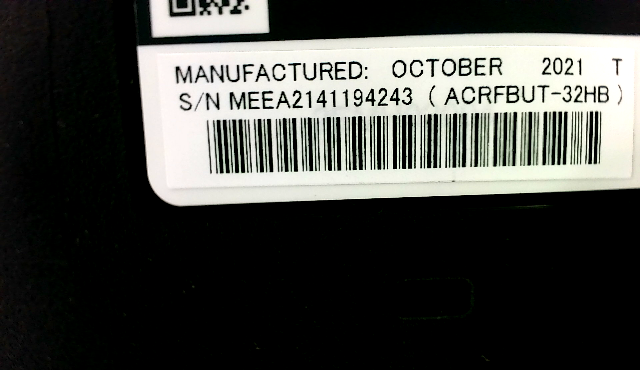 MANUFACTURED: OCTOBER 2021 T
S/N MEEA2141194243 ( ACRFBUT-32HB )